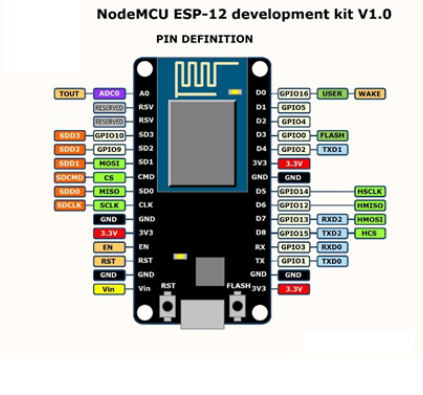 NodeMCU ESP-12 development kit V1.0
PIN DEFINITION
TOUT ADC0 A0 D0 GPIO16 USER WAKE
RESERVED RSV D1 GPIO5
RESERVED RSV D2 GPIO4
SDD3 GPIO10 SD3 D3 GPIO0 FLASH
SDD2 GPIO9 SD2 D4 GPIO2 TXD1
SDD1 MOSI SD1 3V3 3.3V
SDCMD CS CMD GND GND
SDD0 MISO SD0 D5 GPIO14 HSCLK
SDCLK SCLK CLK D6 GPIO12 HMISO
GND GND D7 GPIO13 RXD2 HMOSI
3.3V 3V3 D8 GPIO15 TXD2 HCS
EN EN RX GPIO3 RXD0
RST RST TX GPIO1 TXD0
GND GND GND GND
Vin Vin RST FLASH 3V3 3.3V